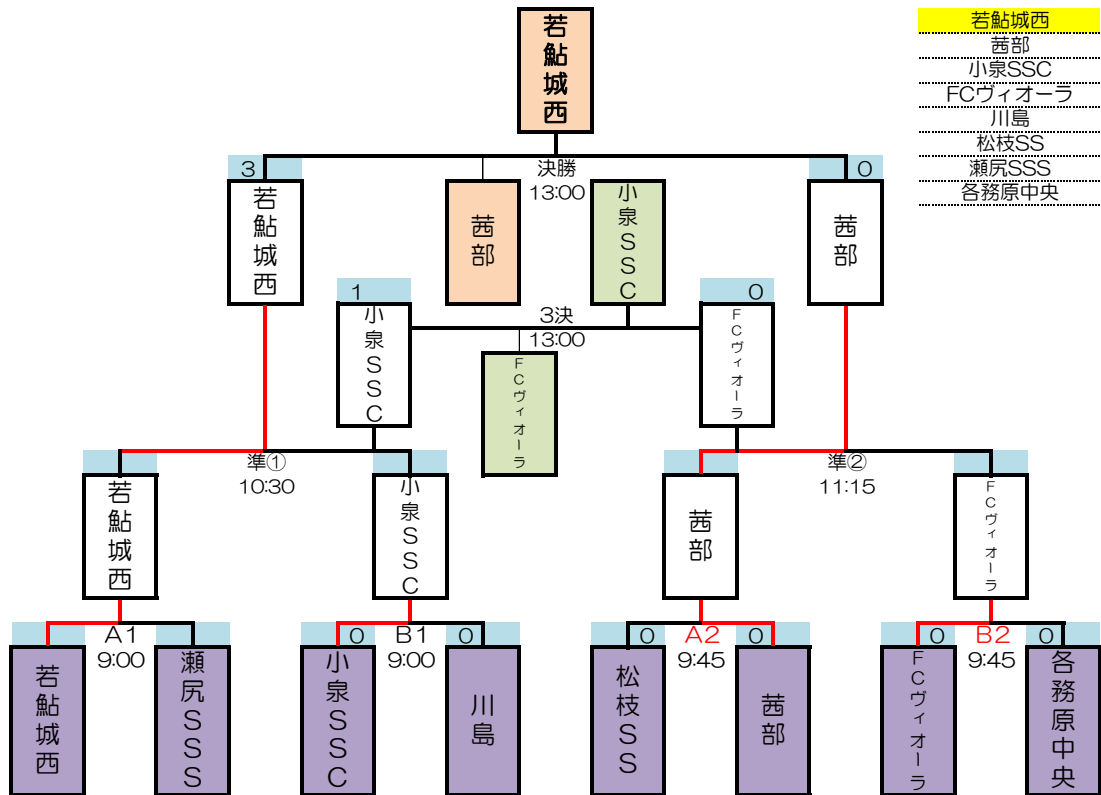 若鮎城西
若鮎城西
茜部
小泉SSC
FCヴィオーラ
川島
松枝SS
瀬尻SSS
各務原中央
3
決勝
0
13:00
若鮎城西
茜部
小泉SSC
茜部
1
3決
0
13:00
小泉SSC
FCヴィオーラ
FCヴィオーラ
準①
10:30
準②
11:15
若鮎城西
小泉SSC
茜部
FCヴィオーラ
A1
9:00
0
B1
0
9:00
0
A2
0
9:45
0
B2
0
9:45
若鮎城西
瀬尻SSS
小泉SSC
川島
松枝SS
茜部
FCヴィオーラ
各務原中央